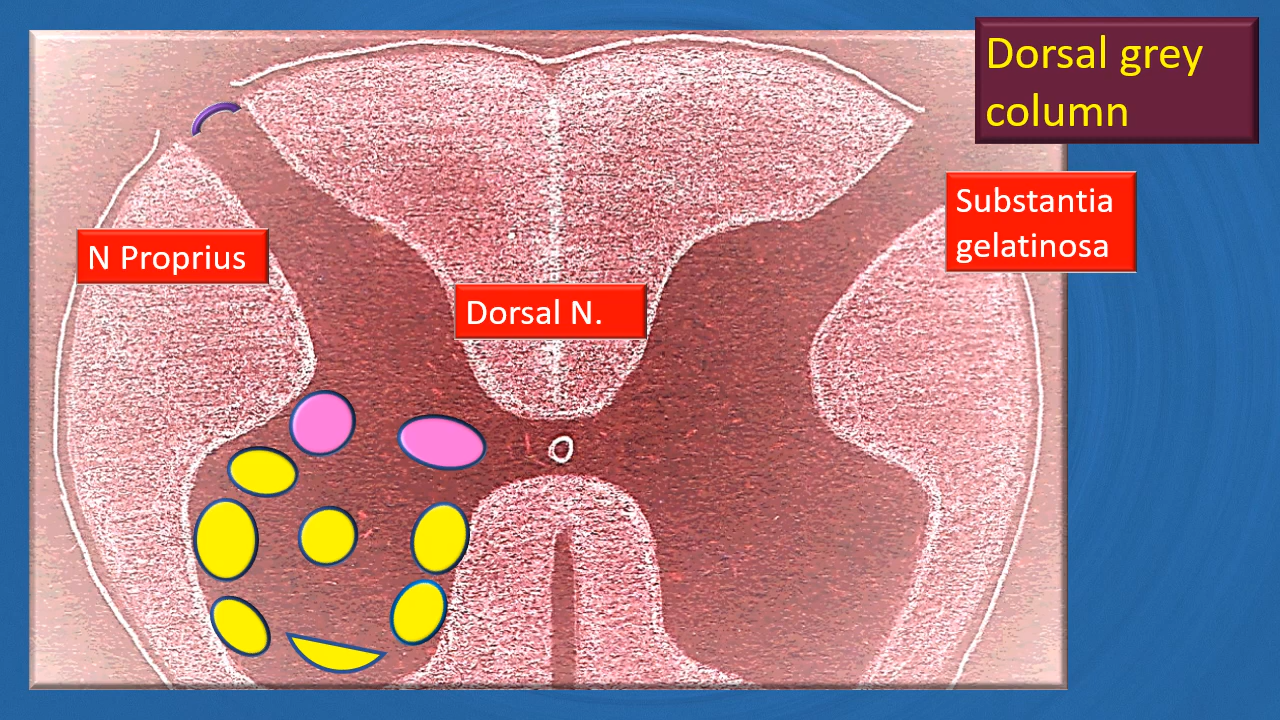 Dorsal grey
column
Substantia
gelatinosa
N Proprius
Dorsal N.